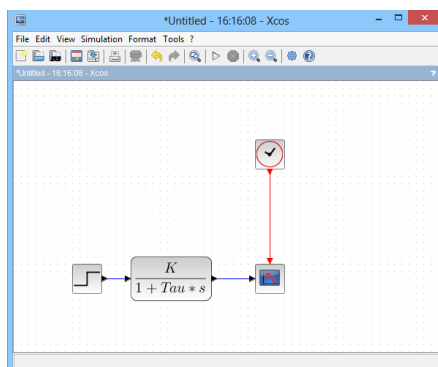 *Untitled - 16:16:08 - Xcos
File Edit View Simulation Format Tools ?
*Untitled - 16:16:08 - Xcos ?
K
1 + Tau * s